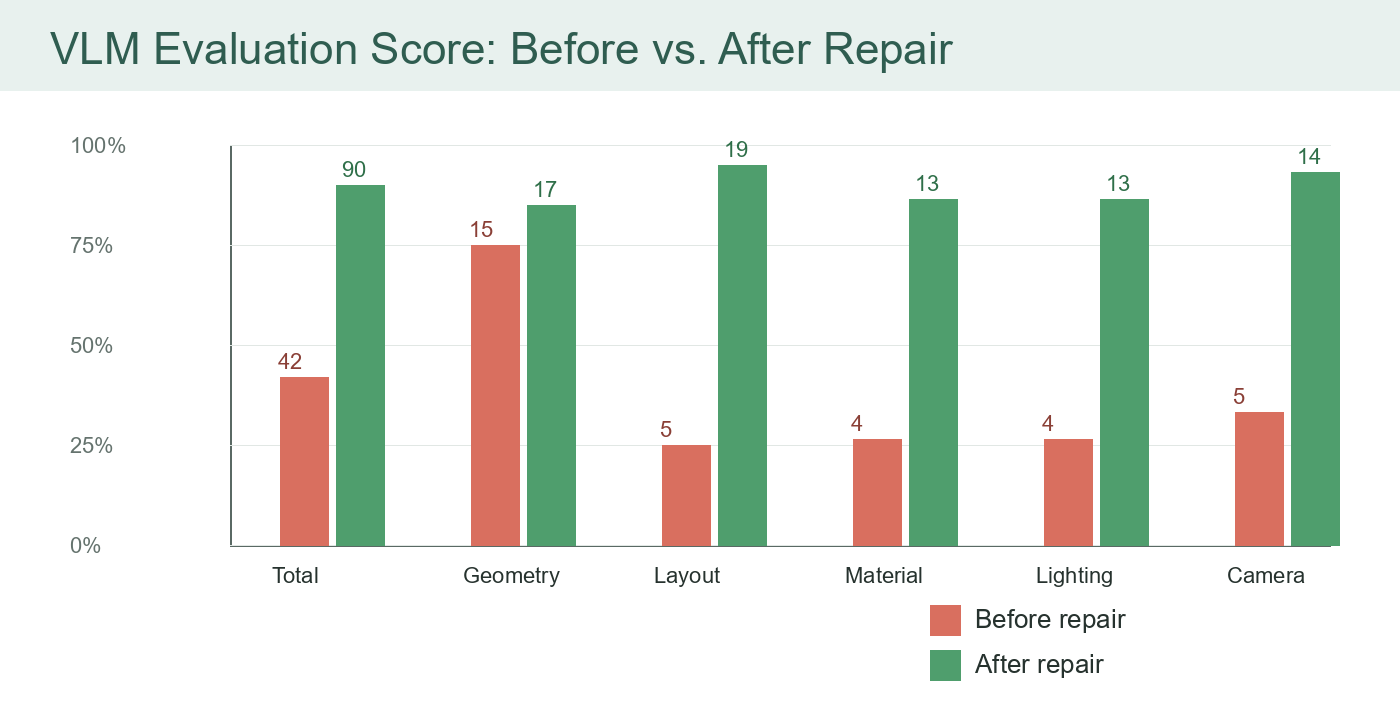 VLM Evaluation Score: Before vs. After Repair
100%
75%
50%
25%
0%
42
90
15
17
5
19
4
13
4
13
5
14
Total
Geometry
Layout
Material
Lighting
Camera
Before repair
After repair